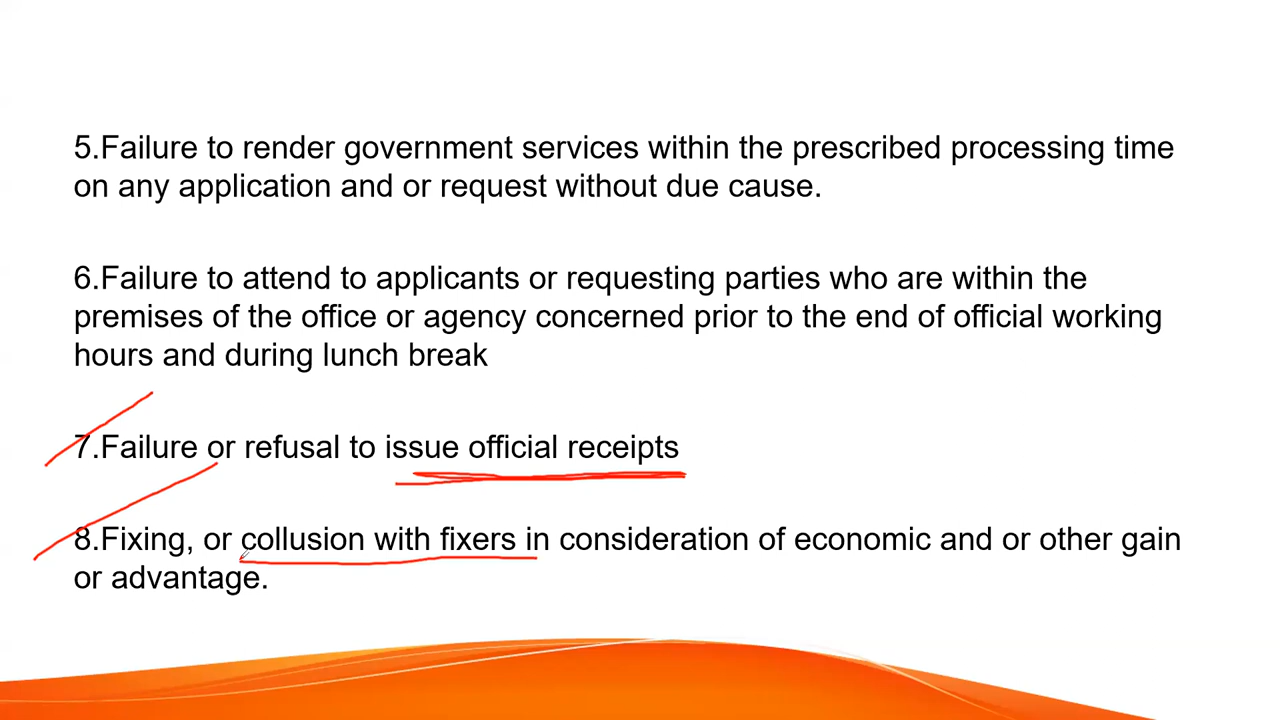 5.Failure to render government services within the prescribed processing time
on any application and or request without due cause.
6.Failure to attend to applicants or requesting parties who are within the
premises of the office or agency concerned prior to the end of official working
hours and during lunch break
7.Failure or refusal to issue official receipts
8.Fixing, or collusion with fixers in consideration of economic and or other gain
or advantage.